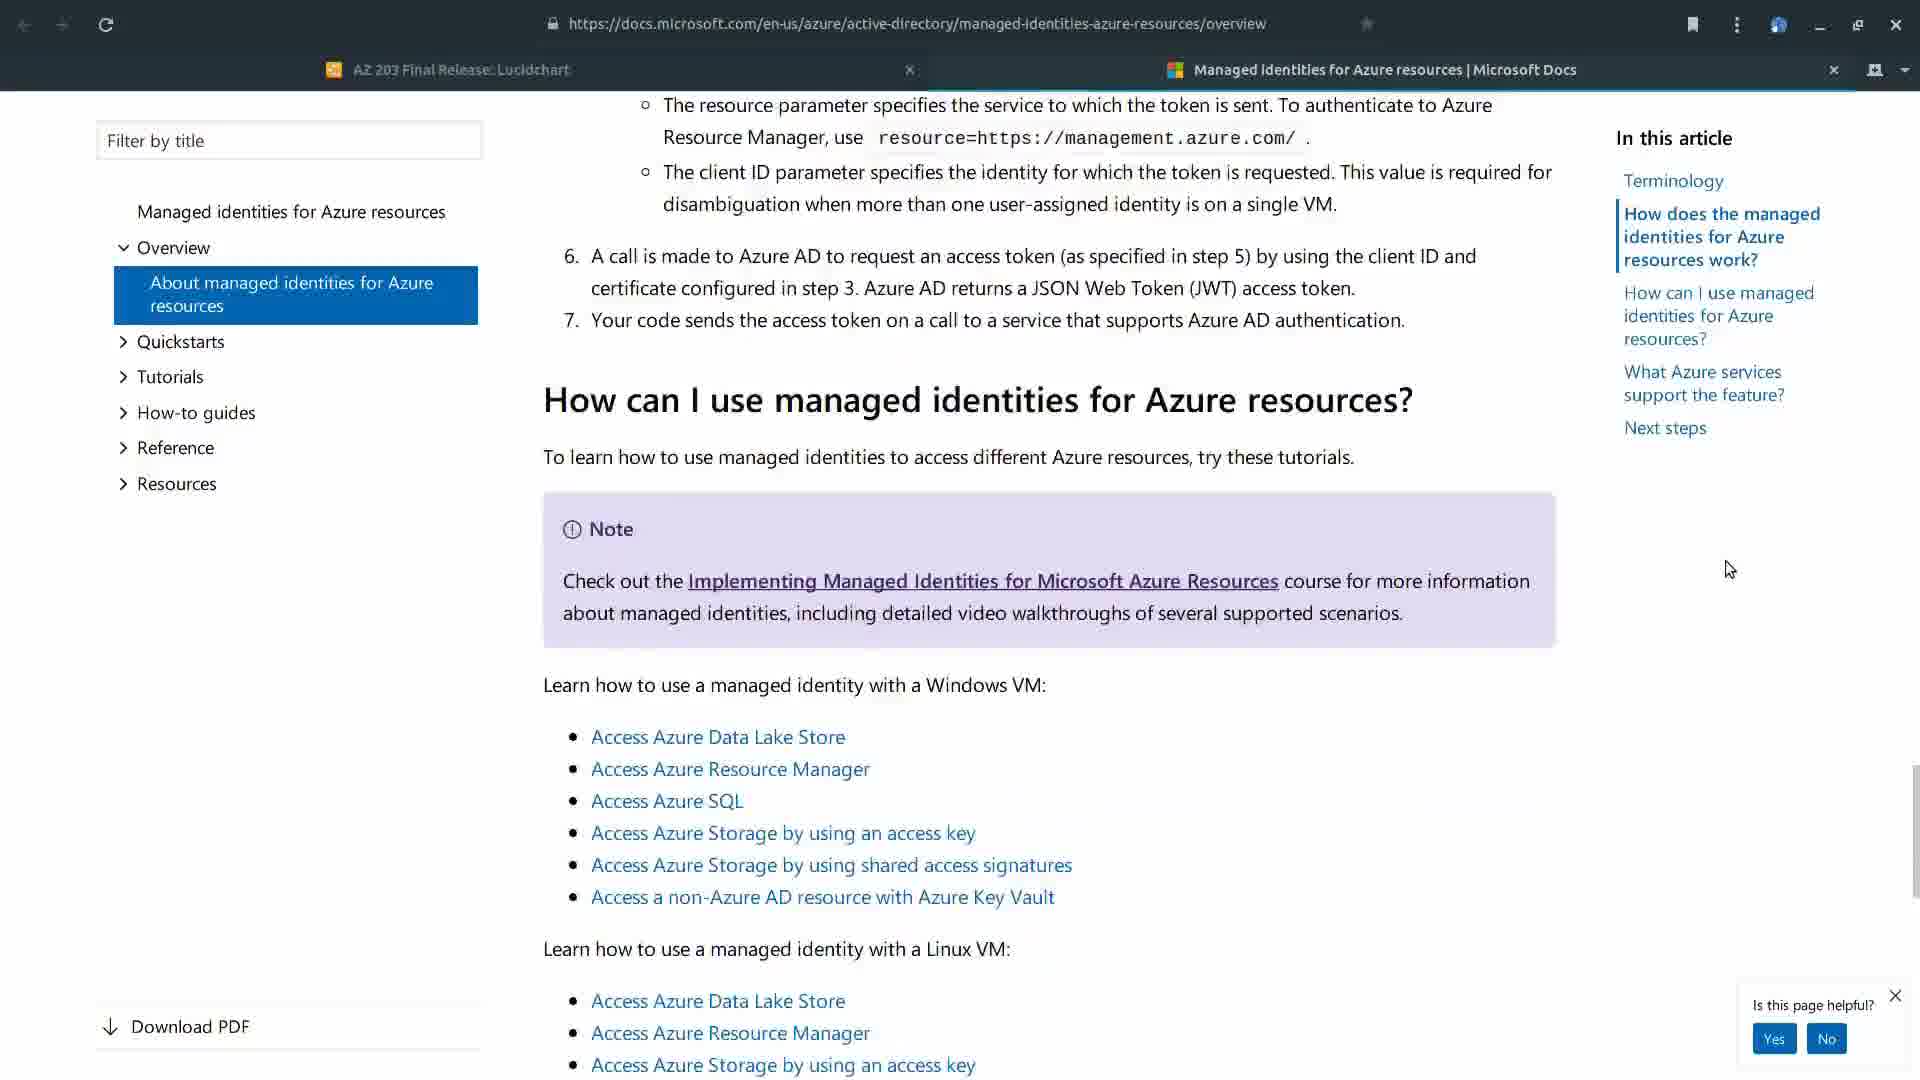 https://docs.microsoft.com/en-us/azure/active-directory/managed-identities-azure-resources/overview
AZ 203 Final Release: Lucidchart
Managed identities for Azure resources | Microsoft Docs
Filter by title
Managed identities for Azure resources
Overview
About managed identities for Azure
resources
Quickstarts
Tutorials
How-to guides
Reference
Resources
Download PDF
The resource parameter specifies the service to which the token is sent. To authenticate to Azure
Resource Manager, use resource=https://management.azure.com/ .
The client ID parameter specifies the identity for which the token is requested. This value is required for
disambiguation when more than one user-assigned identity is on a single VM.
6. A call is made to Azure AD to request an access token (as specified in step 5) by using the client ID and
certificate configured in step 3. Azure AD returns a JSON Web Token (JWT) access token.
7. Your code sends the access token on a call to a service that supports Azure AD authentication.
How can I use managed identities for Azure resources?
To learn how to use managed identities to access different Azure resources, try these tutorials.
Note
Check out the Implementing Managed Identities for Microsoft Azure Resources course for more information
about managed identities, including detailed video walkthroughs of several supported scenarios.
Learn how to use a managed identity with a Windows VM:
Access Azure Data Lake Store
Access Azure Resource Manager
Access Azure SQL
Access Azure Storage by using an access key
Access Azure Storage by using shared access signatures
Access a non-Azure AD resource with Azure Key Vault
Learn how to use a managed identity with a Linux VM:
Access Azure Data Lake Store
Access Azure Resource Manager
Access Azure Storage by using an access key
In this article
Terminology
How does the managed
identities for Azure
resources work?
How can I use managed
identities for Azure
resources?
What Azure services
support the feature?
Next steps
Is this page helpful?
Yes
No